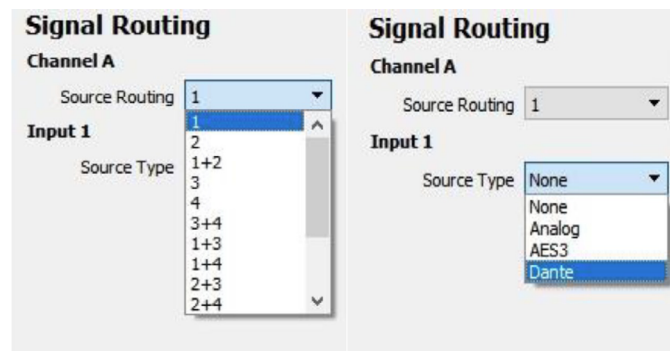 Signal Routing
Channel A
Source Routing 1
1
2
1+2
3
4
3+4
1+3
1+4
2+3
2+4
Input 1
Source Type
Signal Routing
Channel A
Source Routing 1
Input 1
Source Type None
None
Analog
AES3
Dante